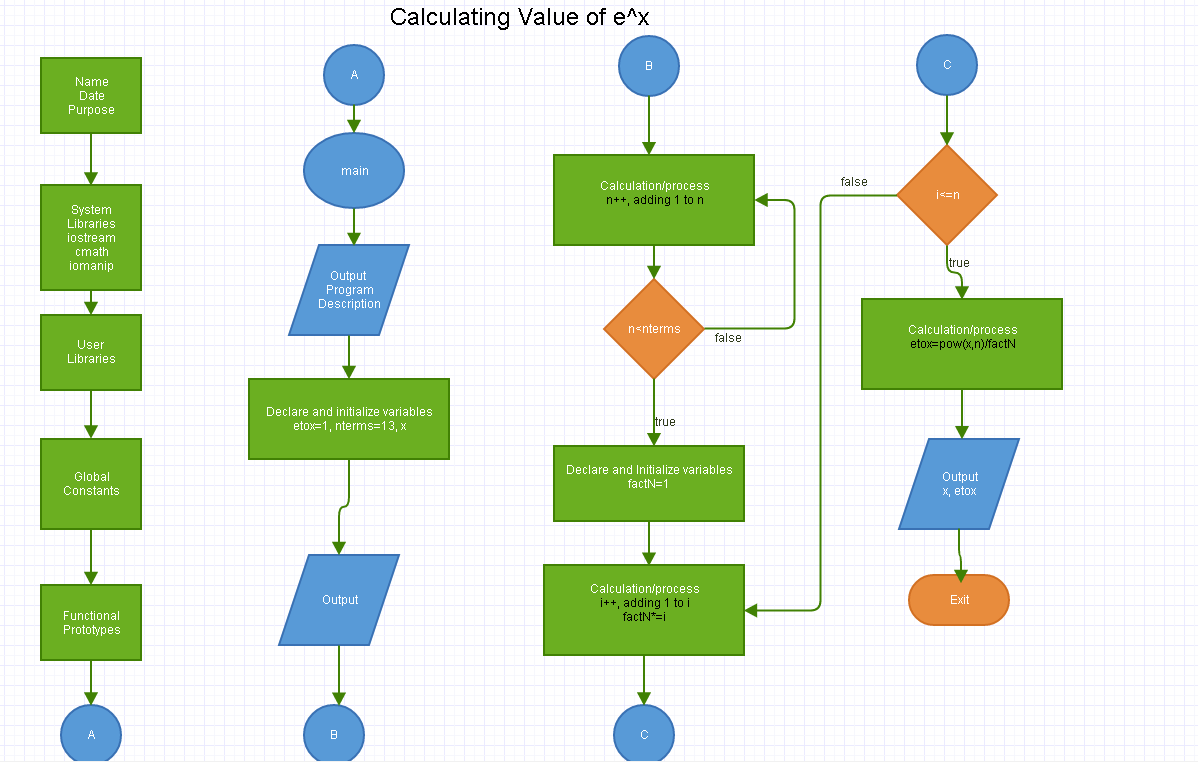 Calculating Value of e^x
Name
Date
Purpose
System
Libraries
iostream
cmath
iomanip
User
Libraries
Global
Constants
Functional
Prototypes
A
A
main
Output
Program
Description
Declare and initialize variables
etox=1, nterms=13, x
Output
B
B
Calculation/process
n++, adding 1 to n
n<nterms
false
true
Declare and Initialize variables
factN=1
Calculation/process
i++, adding 1 to i
factN*=i
C
C
i<=n
false
true
Calculation/process
etox=pow(x,n)/factN
Output
x, etox
Exit